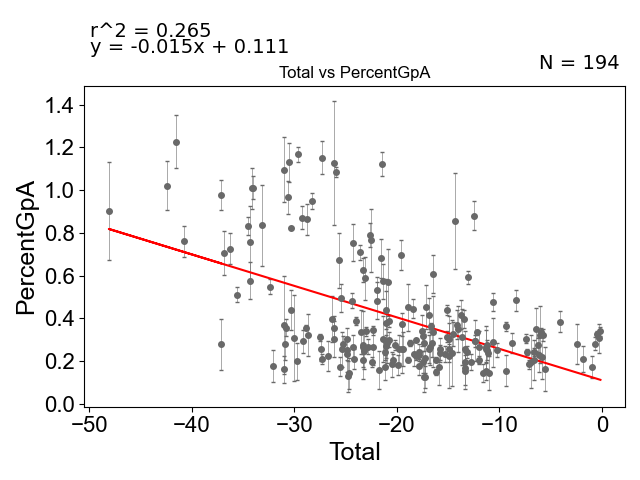 r^2 = 0.265
y = -0.015x + 0.111
N = 194
Total vs PercentGpA
PercentGpA
1.4
1.2
1.0
0.8
0.6
0.4
0.2
0.0
−50 −40 −30 −20 −10 0
Total